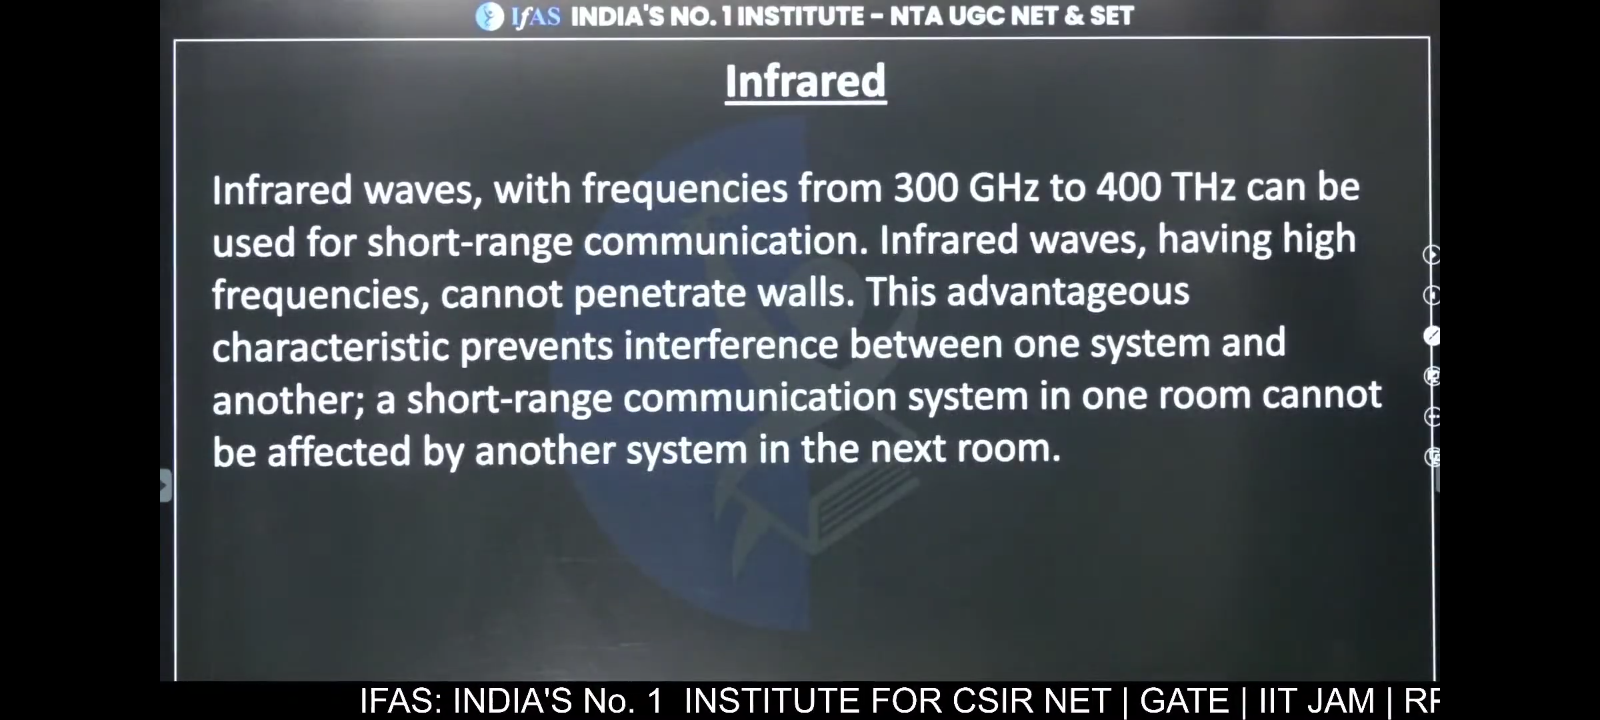 IfAS INDIA'S NO. 1 INSTITUTE – NTA UGC NET & SET
Infrared
Infrared waves, with frequencies from 300 GHz to 400 THz can be
used for short-range communication. Infrared waves, having high
frequencies, cannot penetrate walls. This advantageous
characteristic prevents interference between one system and
another; a short-range communication system in one room cannot
be affected by another system in the next room.
IFAS: INDIA'S No. 1 INSTITUTE FOR CSIR NET | GATE | IIT JAM |